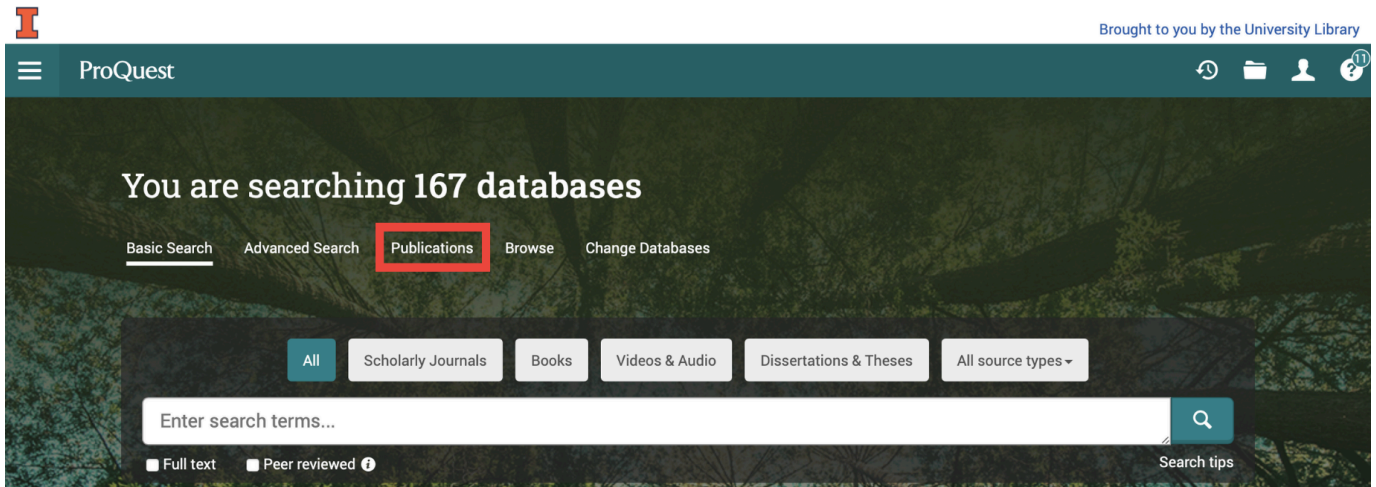 Brought to you by the University Library
ProQuest
11
You are searching 167 databases
Basic Search Advanced Search Publications Browse Change Databases
All Scholarly Journals Books Videos & Audio Dissertations & Theses All source types
Enter search terms...
Full text Peer reviewed
Search tips